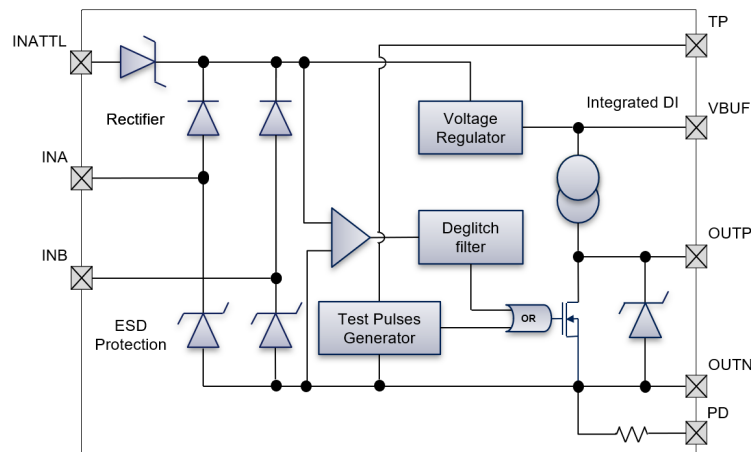 TP
INATTL
Integrated DI
VBUF
Rectifier
Voltage
Regulator
INA
OUTP
Deglitch
filter
INB
ESD
Protection
Test Pulses
Generator
OR
OUTN
PD